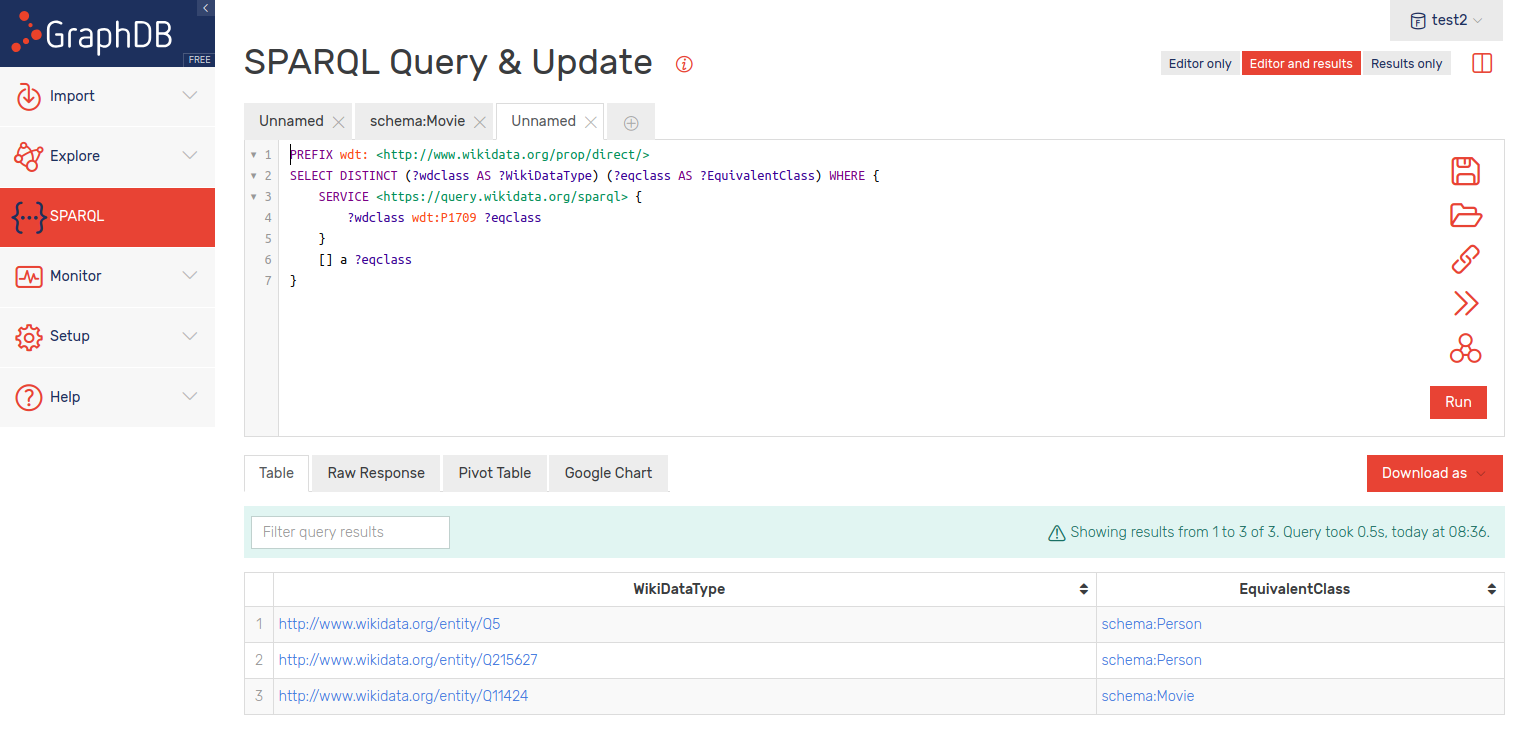 GraphDB
FREE
Import
Explore
SPARQL
Monitor
Setup
Help
test2
SPARQL Query & Update
Editor only
Editor and results
Results only
Unnamed
schema:Movie
Unnamed
1 PREFIX wdt: <http://www.wikidata.org/prop/direct/>
2 SELECT DISTINCT (?wdclass AS ?WikiDataType) (?eqclass AS ?EquivalentClass) WHERE {
3 SERVICE <https://query.wikidata.org/sparql> {
4 ?wdclass wdt:P1709 ?eqclass
5 }
6 [] a ?eqclass
7 }
Run
Table
Raw Response
Pivot Table
Google Chart
Download as
Filter query results
Showing results from 1 to 3 of 3. Query took 0.5s, today at 08:36.
WikiDataType EquivalentClass
1 http://www.wikidata.org/entity/Q5 schema:Person
2 http://www.wikidata.org/entity/Q215627 schema:Person
3 http://www.wikidata.org/entity/Q11424 schema:Movie